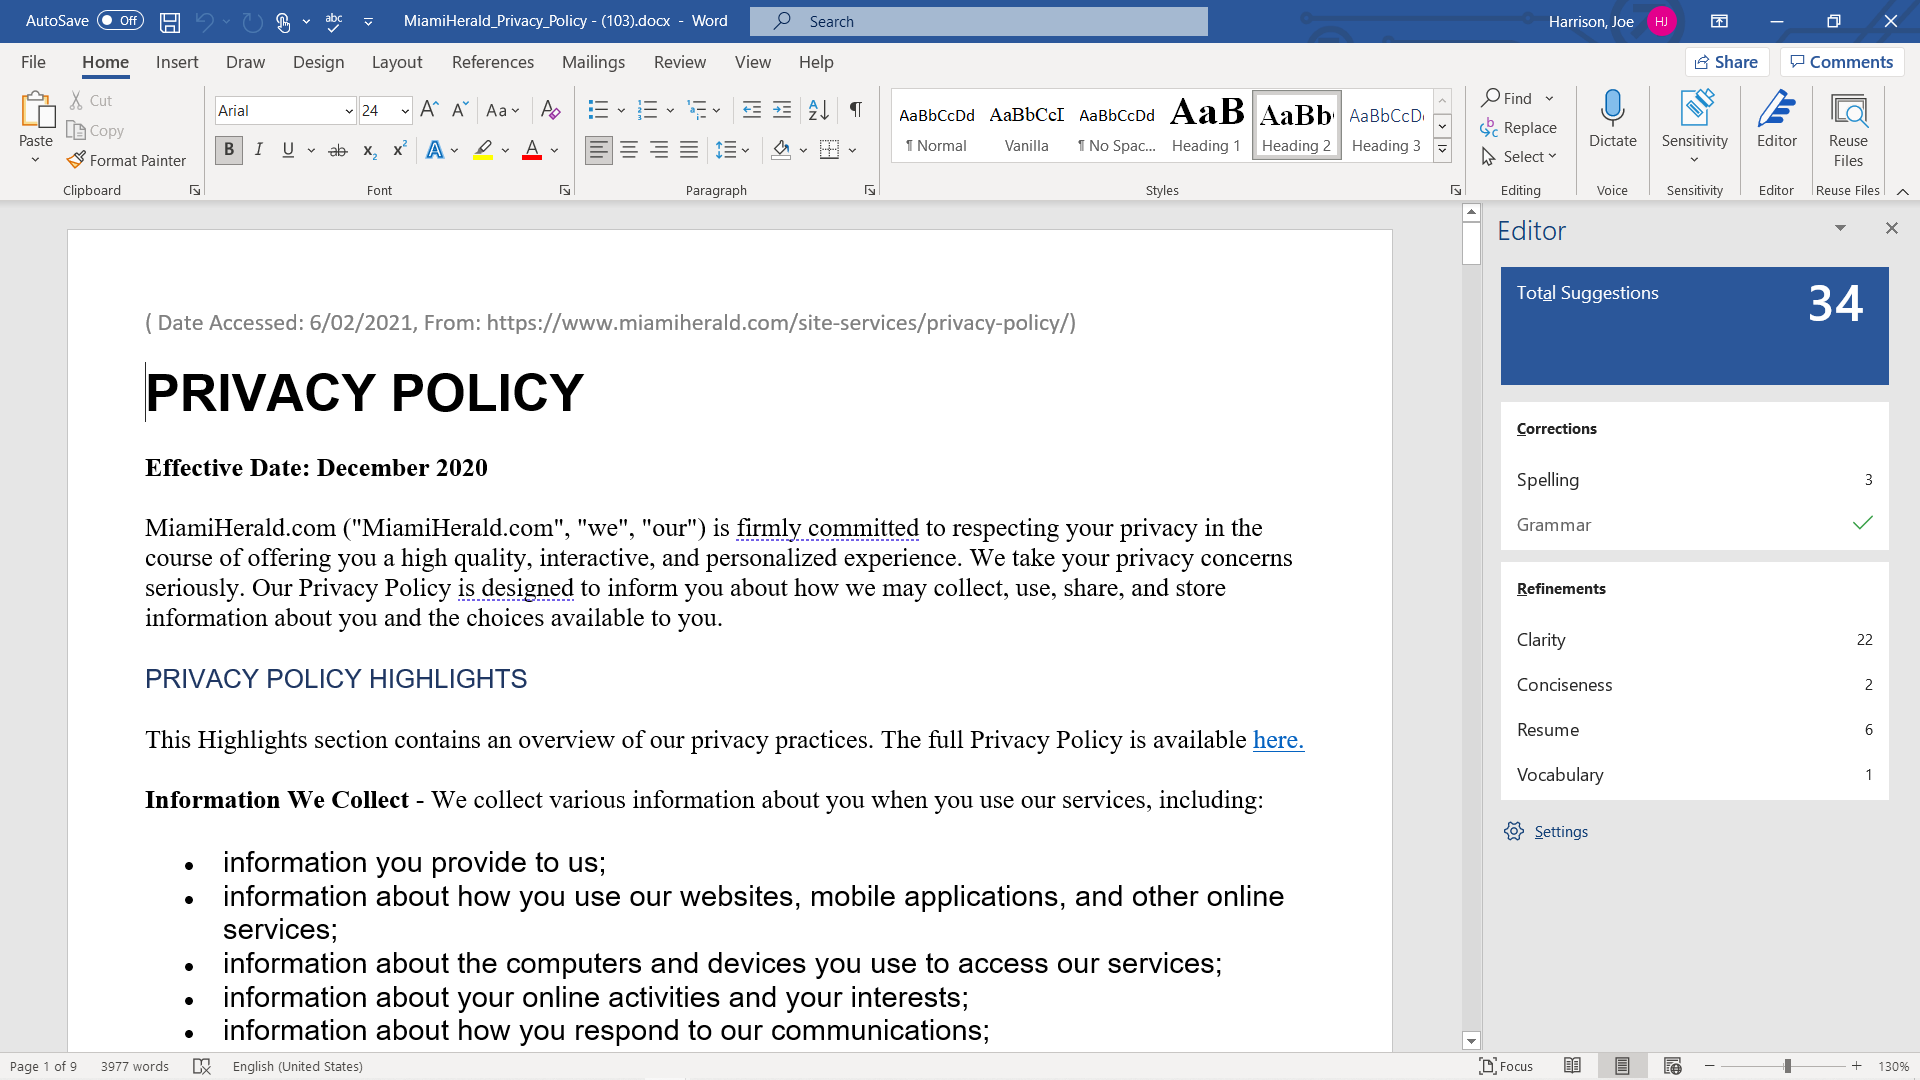 AutoSave Off abc MiamiHerald_Privacy_Policy - (103).docx - Word Search Harrison, Joe HJ
File Home Insert Draw Design Layout References Mailings Review View Help Share Comments
Paste
Cut
Copy
Format Painter
Clipboard
Arial 24
Font
Paragraph
AaBbCcDd AaBbCcI AaBbCcDd AaB AaBb AaBbCcD
¶ Normal Vanilla ¶ No Spac... Heading 1 Heading 2 Heading 3
Styles
Find
Replace
Select
Editing
Dictate
Voice
Sensitivity
Sensitivity
Editor
Editor
Reuse
Files
Reuse Files
( Date Accessed: 6/02/2021, From: https://www.miamiherald.com/site-services/privacy-policy/)
PRIVACY POLICY
Effective Date: December 2020
MiamiHerald.com ("MiamiHerald.com", "we", "our") is firmly committed to respecting your privacy in the
course of offering you a high quality, interactive, and personalized experience. We take your privacy concerns
seriously. Our Privacy Policy is designed to inform you about how we may collect, use, share, and store
information about you and the choices available to you.
PRIVACY POLICY HIGHLIGHTS
This Highlights section contains an overview of our privacy practices. The full Privacy Policy is available here.
Information We Collect - We collect various information about you when you use our services, including:
• information you provide to us;
• information about how you use our websites, mobile applications, and other online
services;
• information about the computers and devices you use to access our services;
• information about your online activities and your interests;
• information about how you respond to our communications;
Editor
Total Suggestions 34
Corrections
Spelling 3
Grammar
Refinements
Clarity 22
Conciseness 2
Resume 6
Vocabulary 1
Settings
Page 1 of 9 3977 words English (United States) Focus 130%